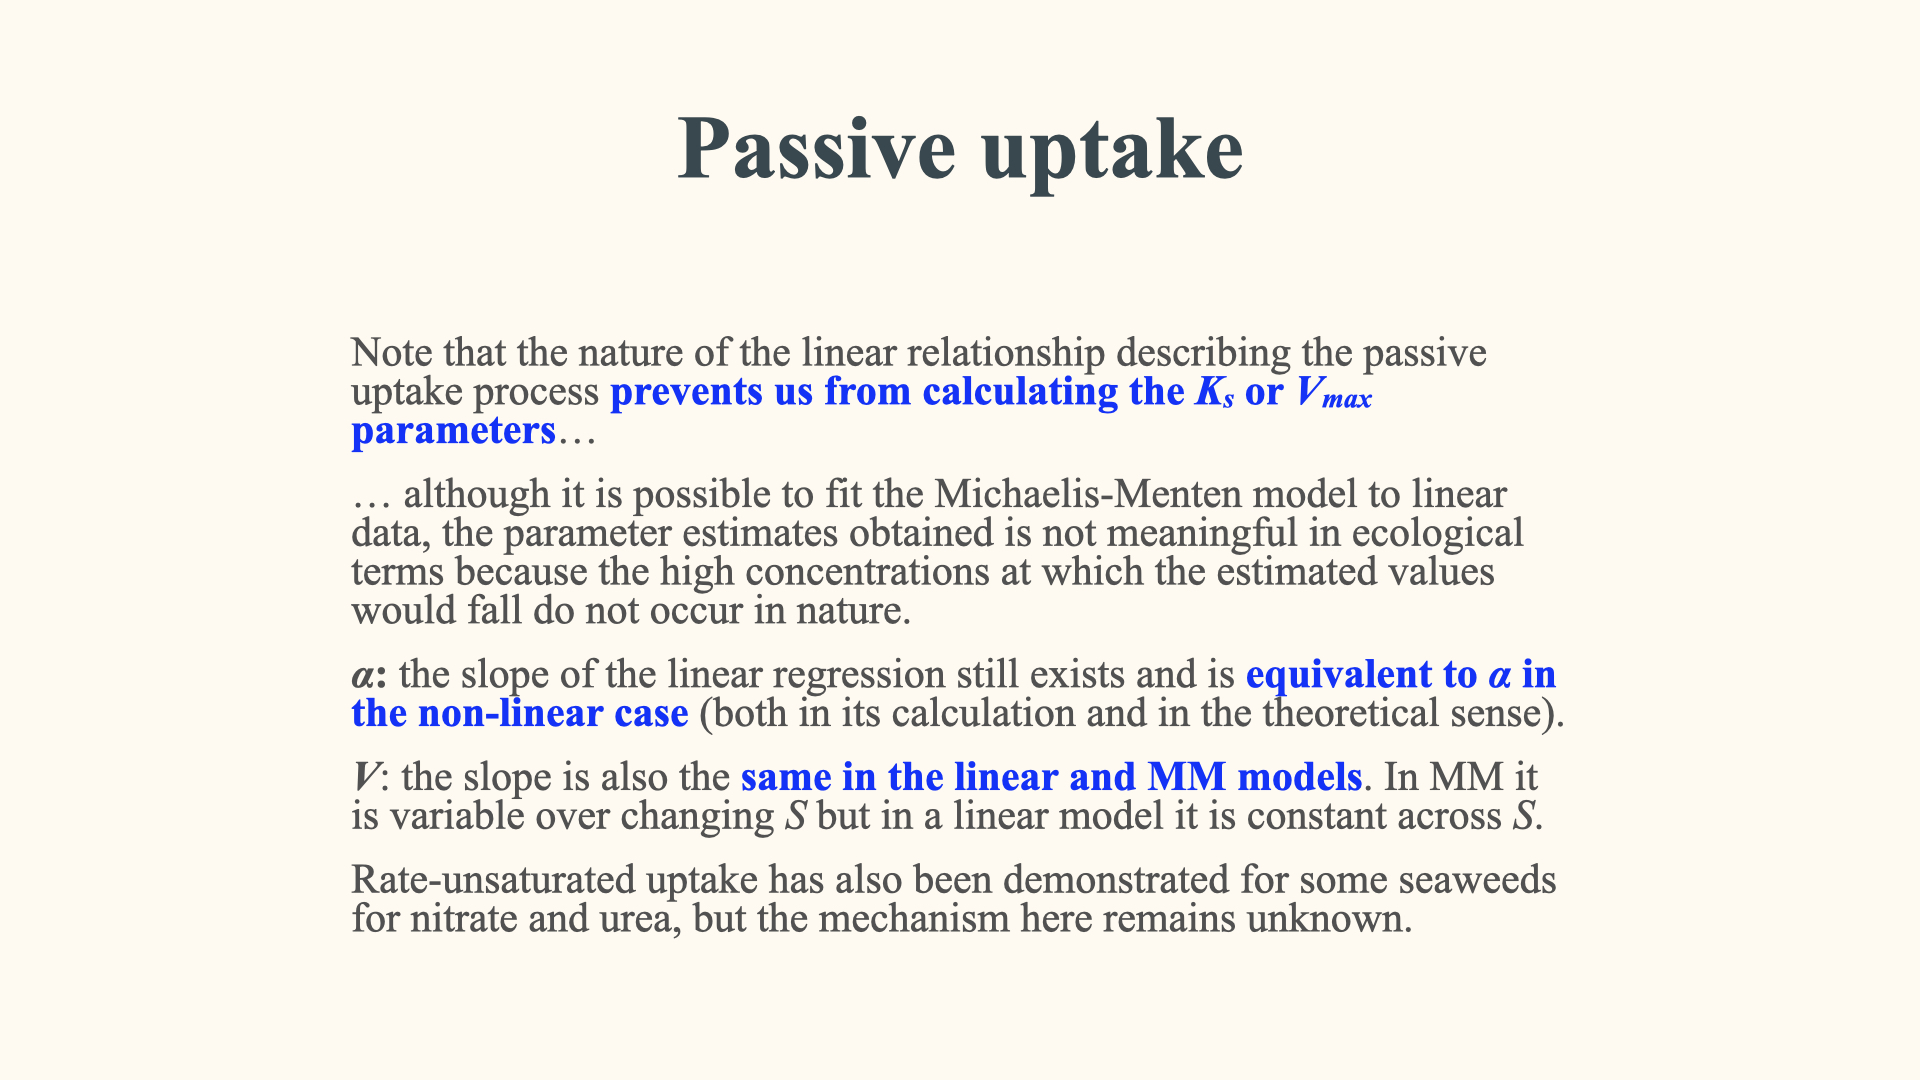 Passive uptake
Note that the nature of the linear relationship describing the passive
uptake process prevents us from calculating the Ks or Vmax
parameters…
… although it is possible to fit the Michaelis-Menten model to linear
data, the parameter estimates obtained is not meaningful in ecological
terms because the high concentrations at which the estimated values
would fall do not occur in nature.
α: the slope of the linear regression still exists and is equivalent to α in
the non-linear case (both in its calculation and in the theoretical sense).
V: the slope is also the same in the linear and MM models. In MM it
is variable over changing S but in a linear model it is constant across S.
Rate-unsaturated uptake has also been demonstrated for some seaweeds
for nitrate and urea, but the mechanism here remains unknown.